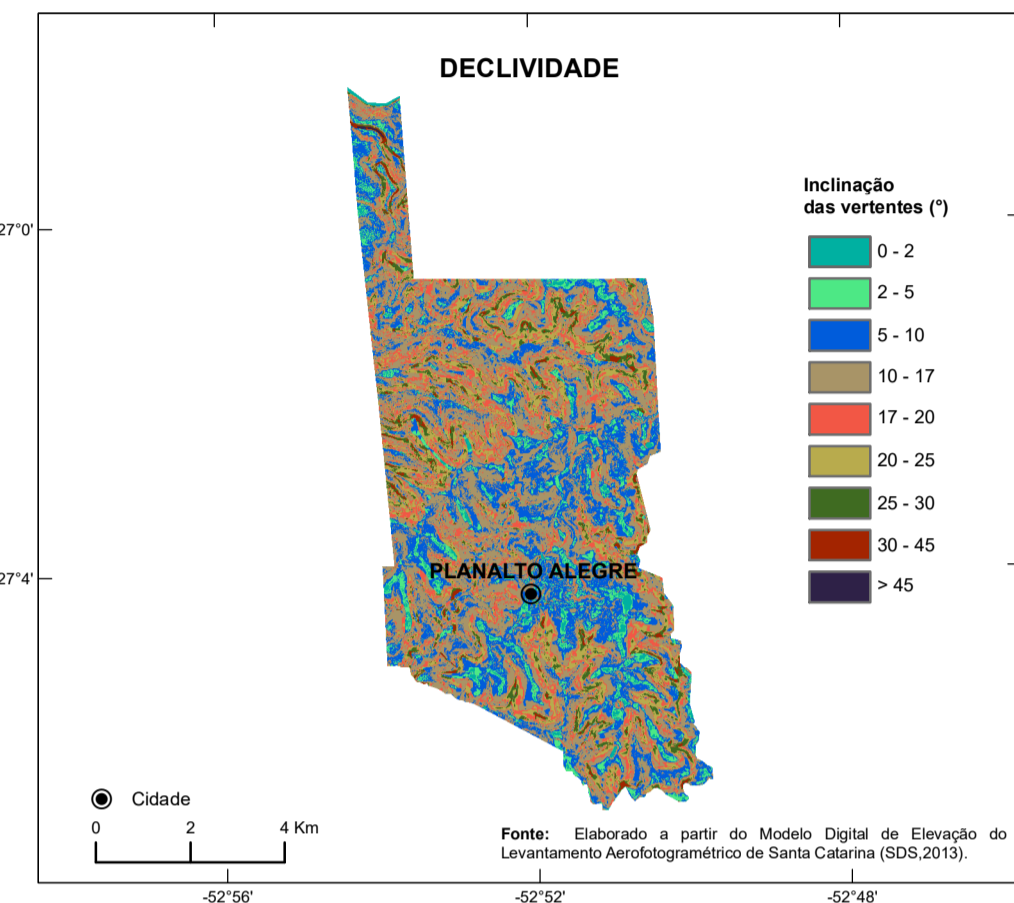 DECLIVIDADE
Inclinação
das vertentes (°)
0 - 2
2 - 5
5 - 10
10 - 17
17 - 20
20 - 25
25 - 30
30 - 45
> 45
27°0'
27°4'
PLANALTO ALEGRE
Cidade
0 2 4 Km
Fonte: Elaborado a partir do Modelo Digital de Elevação do
Levantamento Aerofotogramétrico de Santa Catarina (SDS,2013).
-52°56' -52°52' -52°48'